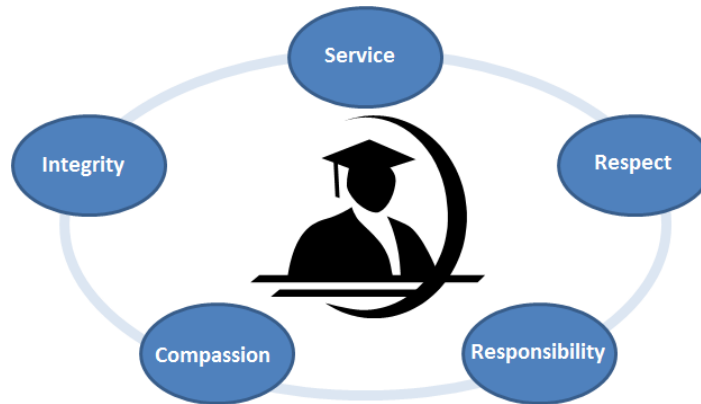 Service
Integrity
Respect
Compassion
Responsibility